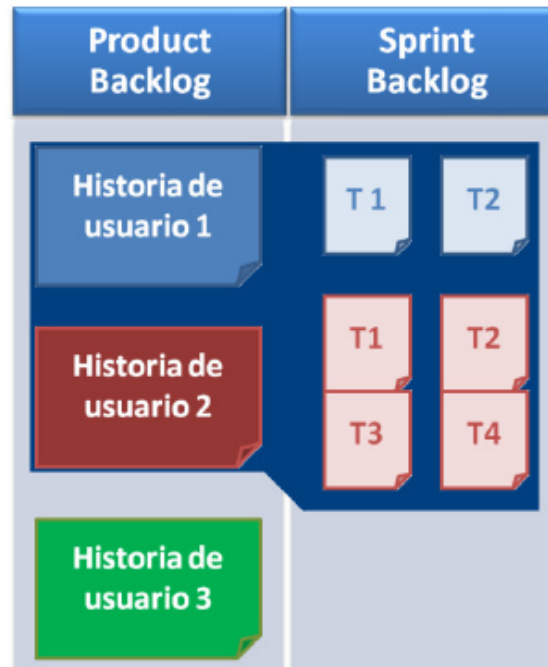 Product
Backlog
Sprint
Backlog
Historia de
usuario 1
T 1
T2
Historia de
usuario 2
T1
T2
T3
T4
Historia de
usuario 3